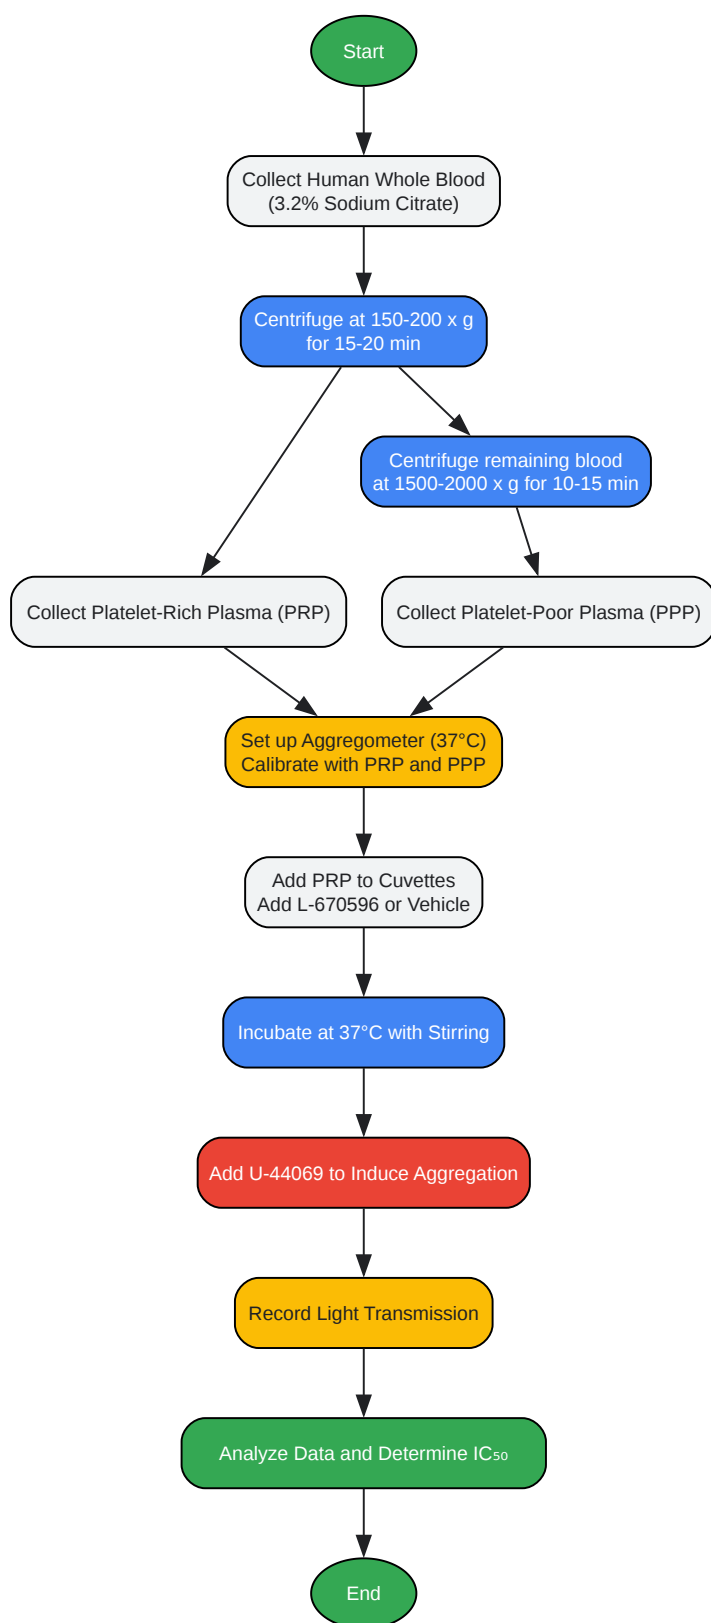 Start
Collect Human Whole Blood
(3.2% Sodium Citrate)
Centrifuge at 150-200 x g
for 15-20 min
Centrifuge remaining blood
at 1500-2000 x g for 10-15 min
Collect Platelet-Rich Plasma (PRP)
Collect Platelet-Poor Plasma (PPP)
Set up Aggregometer (37°C)
Calibrate with PRP and PPP
Add PRP to Cuvettes
Add L-670596 or Vehicle
Incubate at 37°C with Stirring
Add U-44069 to Induce Aggregation
Record Light Transmission
Analyze Data and Determine IC₅₀
End